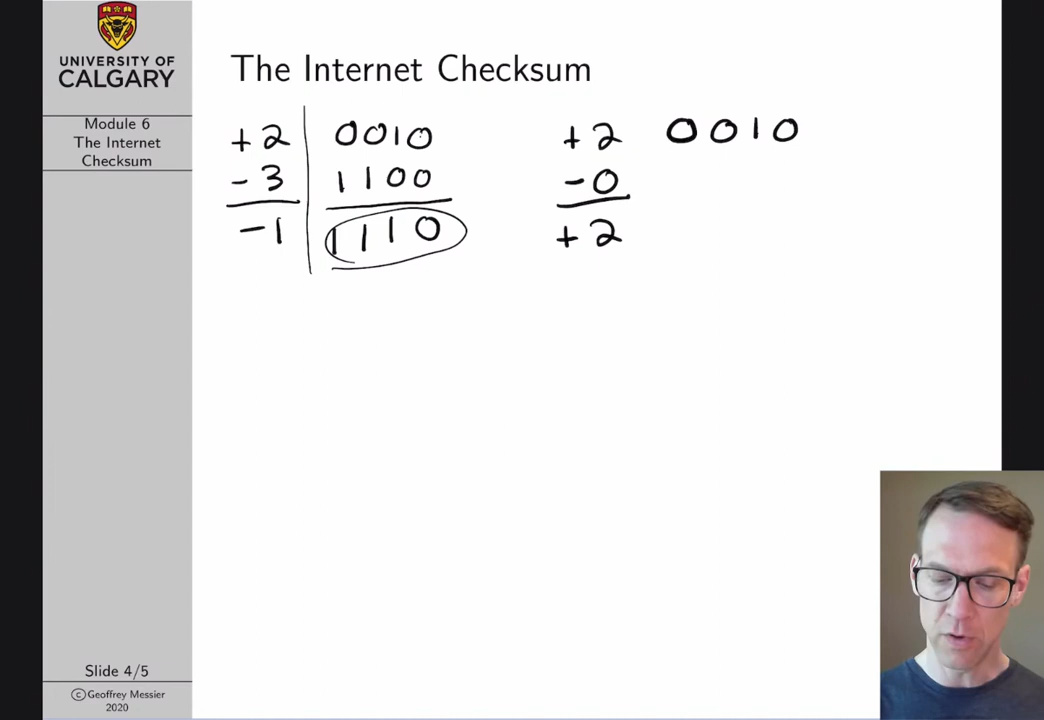 UNIVERSITY OF
CALGARY
Module 6
The Internet
Checksum
The Internet Checksum
+2 0010
-3 1100
-1 1110
+2 0010
-0
+2
Slide 4/5
©Geoffrey Messier
2020